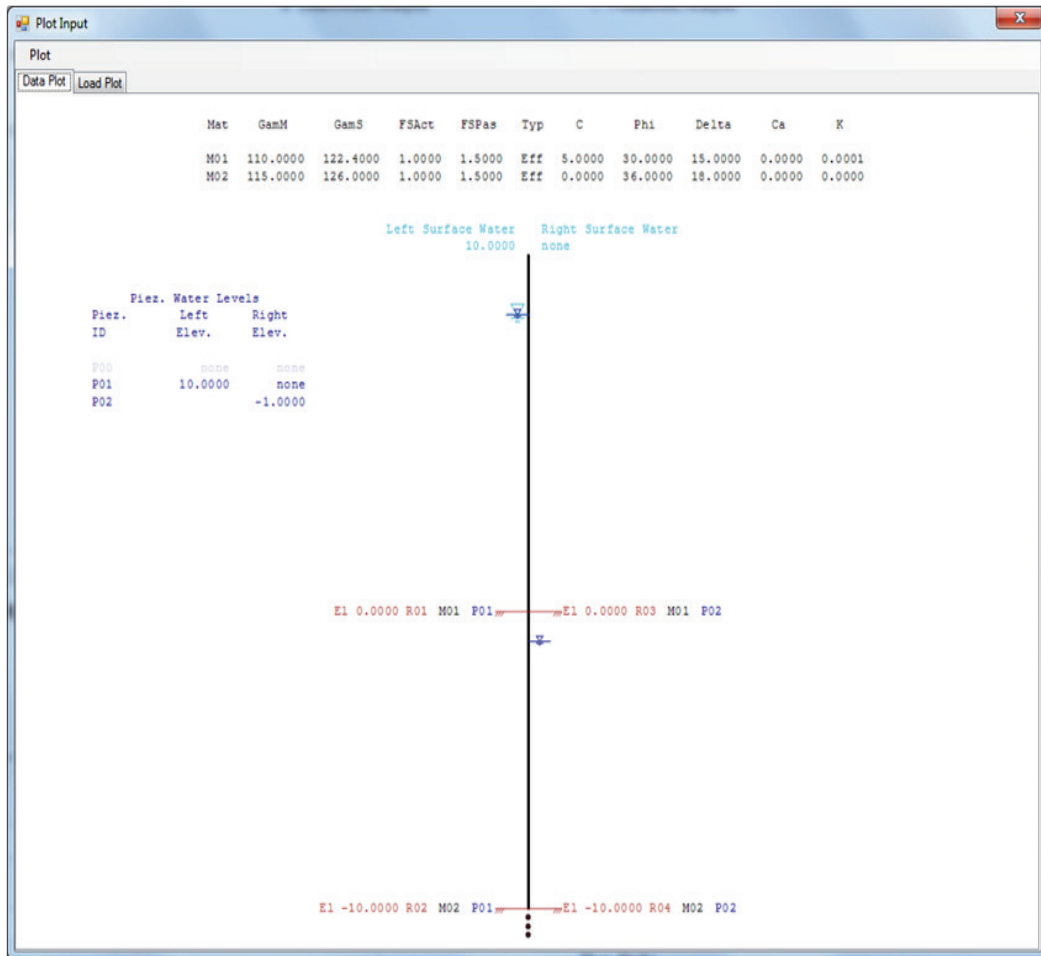 Plot Input
x
Plot
Data Plot Load Plot
Mat GamM GamS FSAct FSPas Typ C Phi Delta Ca K
M01 110.0000 122.4000 1.0000 1.5000 Eff 5.0000 30.0000 15.0000 0.0000 0.0001
M02 115.0000 126.0000 1.0000 1.5000 Eff 0.0000 36.0000 18.0000 0.0000 0.0000
Left Surface Water Right Surface Water
10.0000 none
Piez. Water Levels
Piez. Left Right
ID Elev. Elev.
P00 none none
P01 10.0000 none
P02 -1.0000
El 0.0000 R01 M01 P01 El 0.0000 R03 M01 P02
El -10.0000 R02 M02 P01 El -10.0000 R04 M02 P02